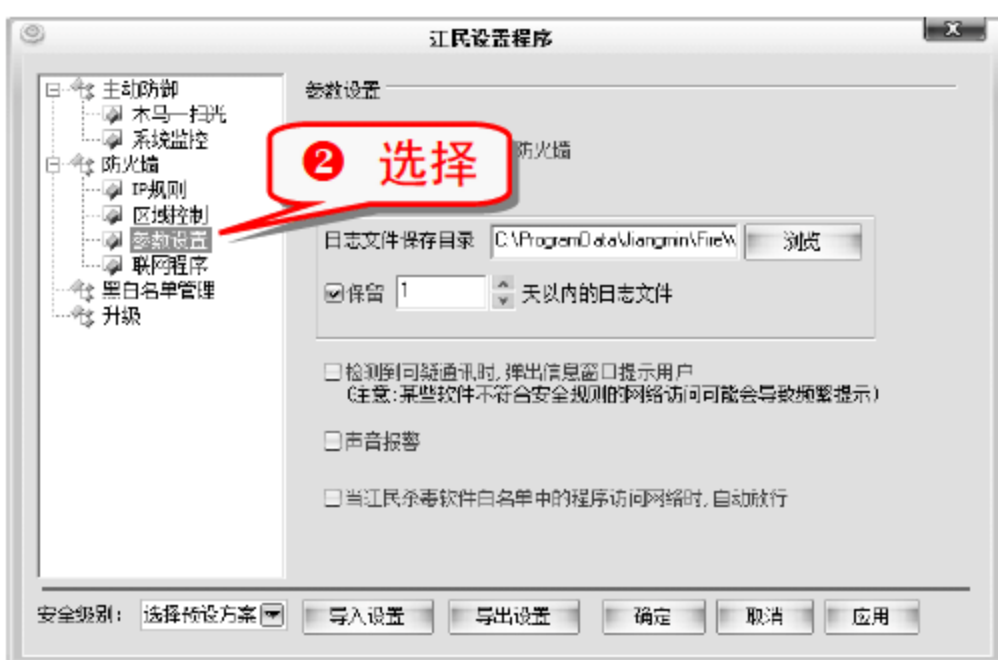 江民设置程序
主动防御
木马一扫光
系统监控
防火墙
IP规则
区域控制
参数设置
联网程序
黑白名单管理
升级
参数设置
防火墙
❷ 选择
日志文件保存目录 C:\ProgramData\Jiangmin\FireW 浏览
保留 1 天以内的日志文件
检测到可疑通讯时,弹出信息窗口提示用户
(注意:某些软件不符合安全规则的网络访问可能会导致频繁提示)
声音报警
当江民杀毒软件白名单中的程序访问网络时,自动放行
安全级别: 选择预设方案 导入设置 导出设置 确定 取消 应用